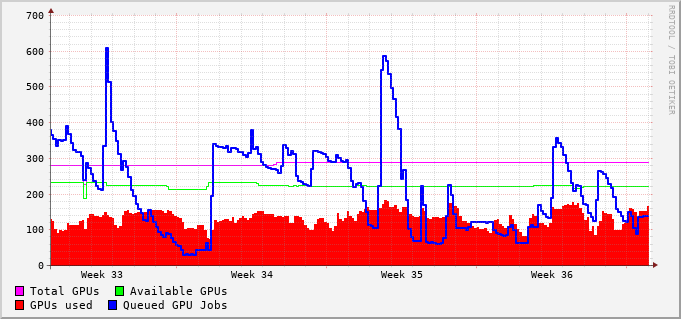 700
600
500
400
300
200
100
0
Week 33 Week 34 Week 35 Week 36
Total GPUs Available GPUs
GPUs used Queued GPU Jobs
RRDTOOL / TOBI OETIKER